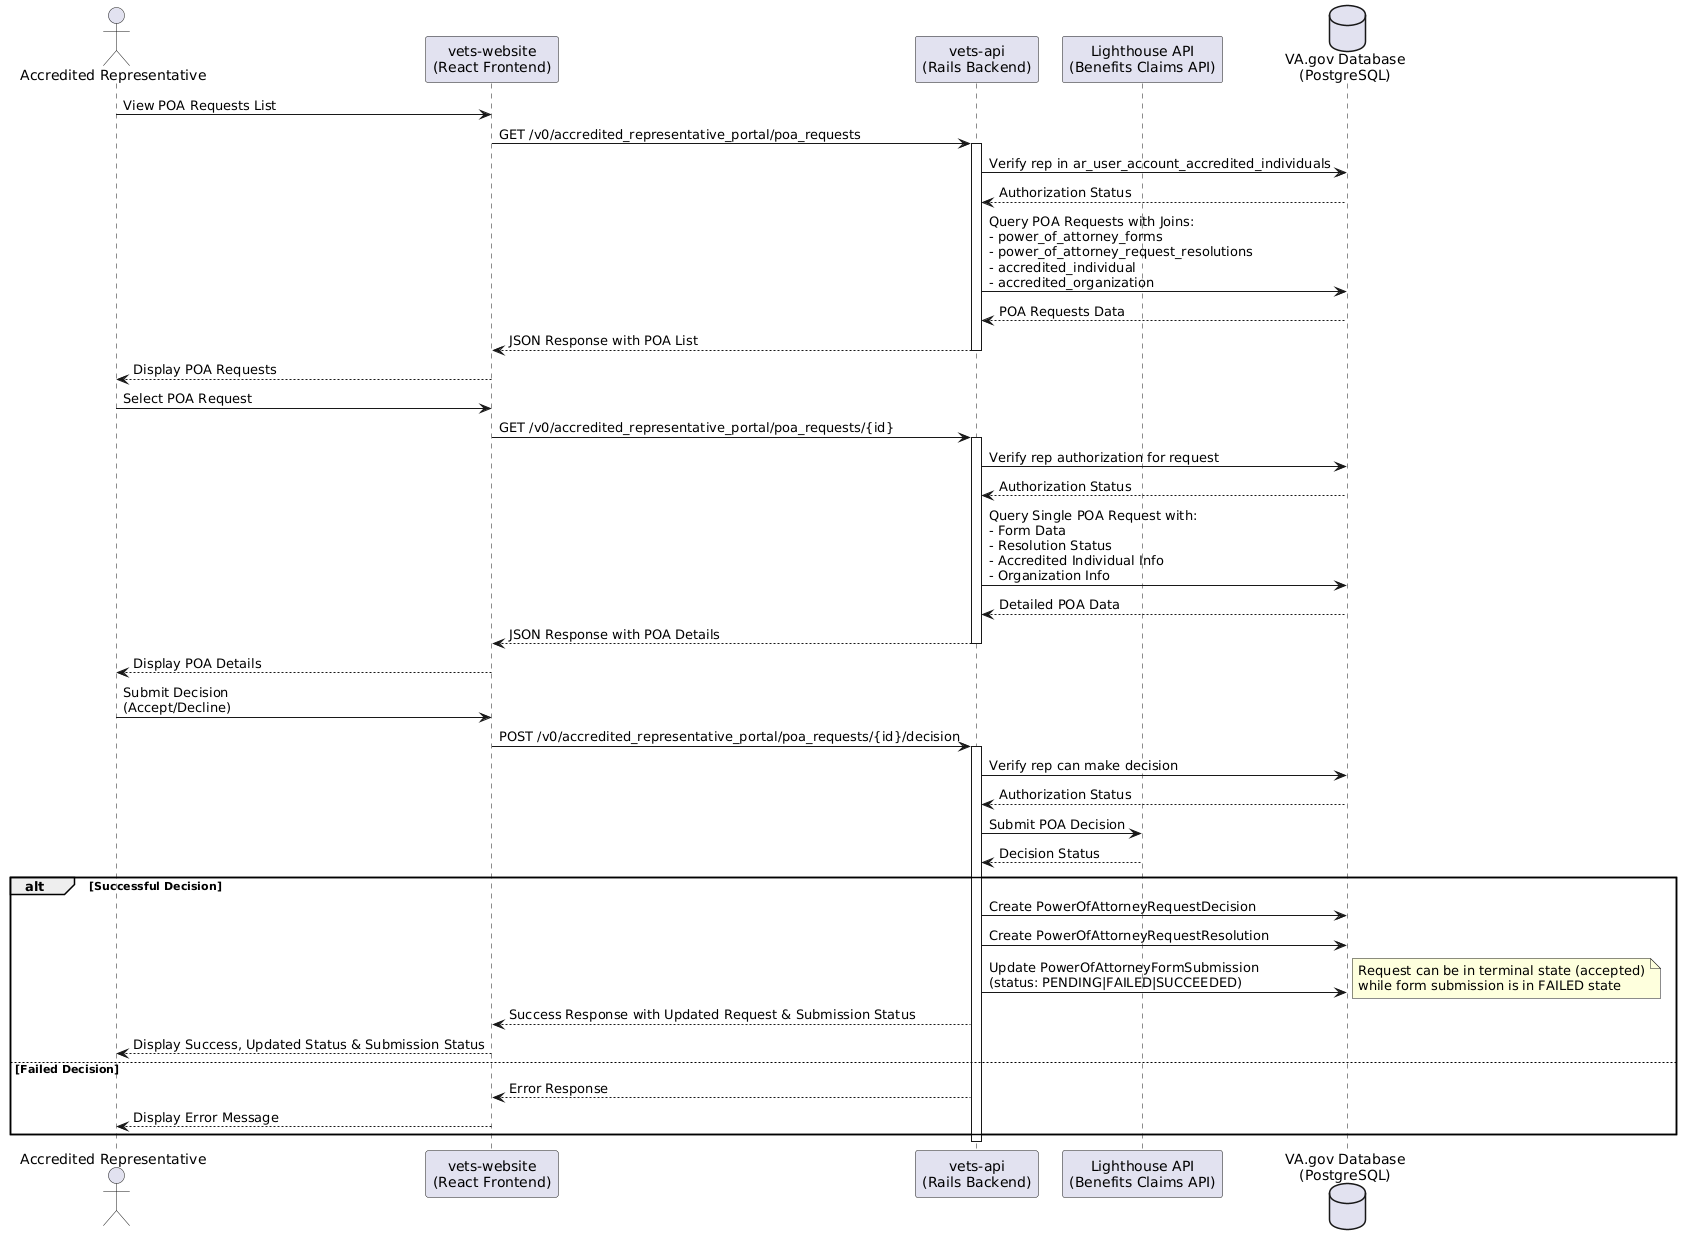 Accredited Representative
vets-website
(React Frontend)
vets-api
(Rails Backend)
Lighthouse API
(Benefits Claims API)
VA.gov Database
(PostgreSQL)
View POA Requests List
GET /v0/accredited_representative_portal/poa_requests
Verify rep in ar_user_account_accredited_individuals
Authorization Status
Query POA Requests with Joins:
- power_of_attorney_forms
- power_of_attorney_request_resolutions
- accredited_individual
- accredited_organization
POA Requests Data
JSON Response with POA List
Display POA Requests
Select POA Request
GET /v0/accredited_representative_portal/poa_requests/{id}
Verify rep authorization for request
Authorization Status
Query Single POA Request with:
- Form Data
- Resolution Status
- Accredited Individual Info
- Organization Info
Detailed POA Data
JSON Response with POA Details
Display POA Details
Submit Decision
(Accept/Decline)
POST /v0/accredited_representative_portal/poa_requests/{id}/decision
Verify rep can make decision
Authorization Status
Submit POA Decision
Decision Status
alt [Successful Decision]
Create PowerOfAttorneyRequestDecision
Create PowerOfAttorneyRequestResolution
Update PowerOfAttorneyFormSubmission
(status: PENDING|FAILED|SUCCEEDED)
Request can be in terminal state (accepted)
while form submission is in FAILED state
Success Response with Updated Request & Submission Status
Display Success, Updated Status & Submission Status
[Failed Decision]
Error Response
Display Error Message
Accredited Representative
vets-website
(React Frontend)
vets-api
(Rails Backend)
Lighthouse API
(Benefits Claims API)
VA.gov Database
(PostgreSQL)